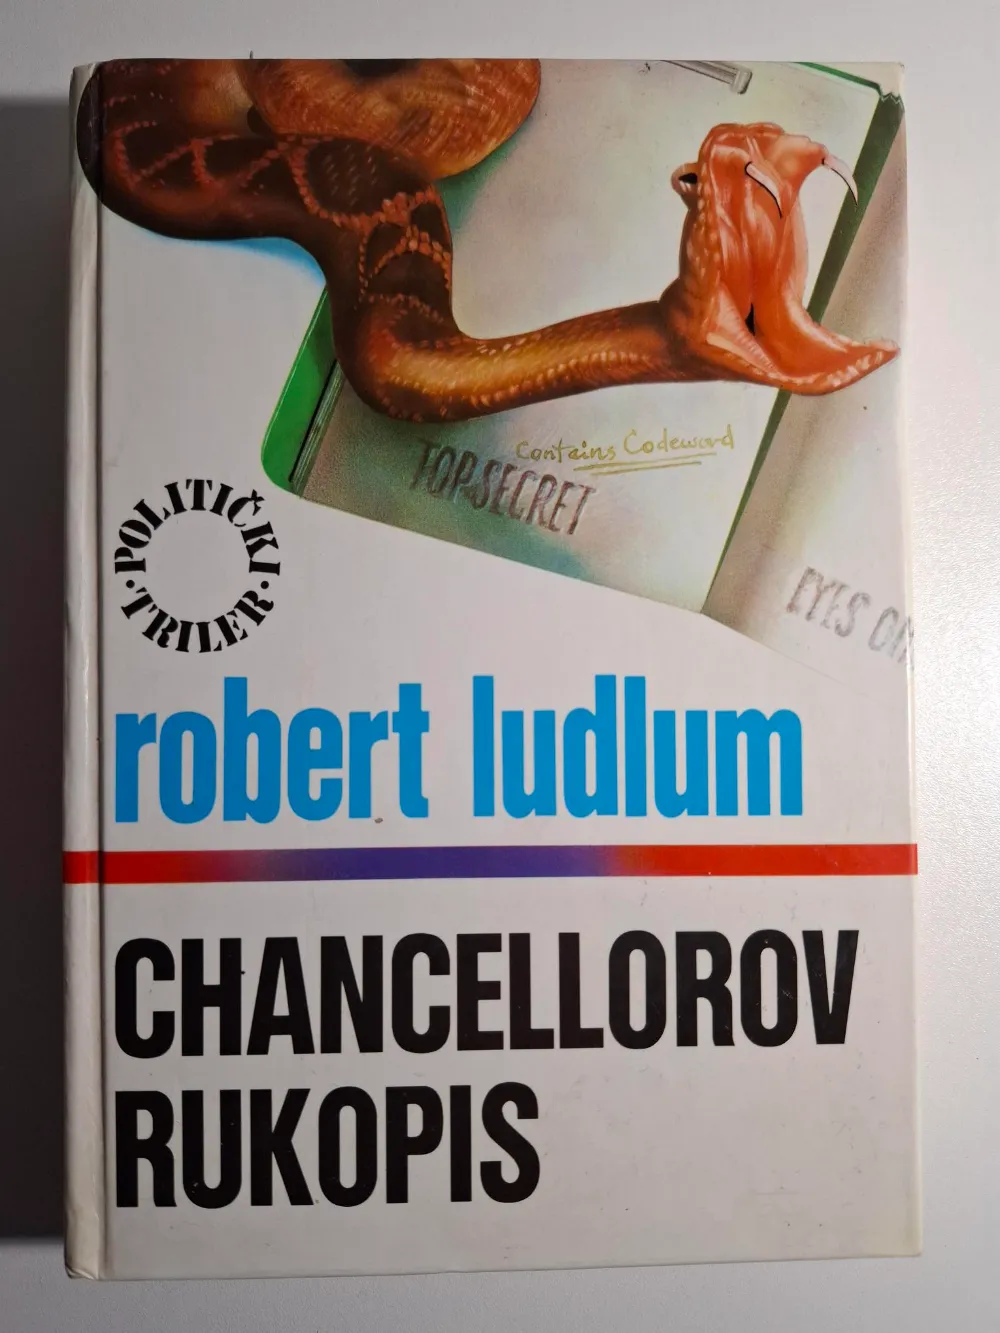 Contains Codeword
TOP SECRET
EYES
·POLITIČKI·
TRILER
robert ludlum
CHANCELLOROV
RUKOPIS